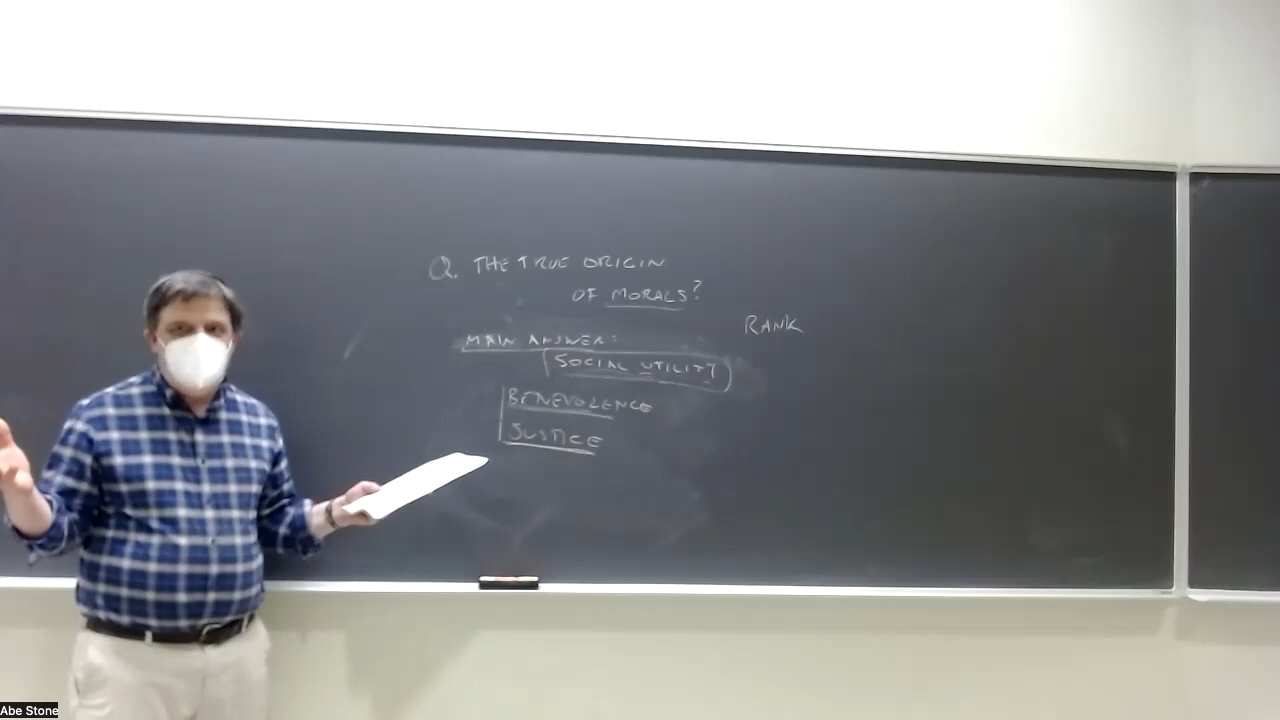 Q. THE TRUE ORIGIN
OF MORALS?
RANK
MAIN ANSWER:
SOCIAL UTILITY
BENEVOLENCE
JUSTICE
Abe Stone